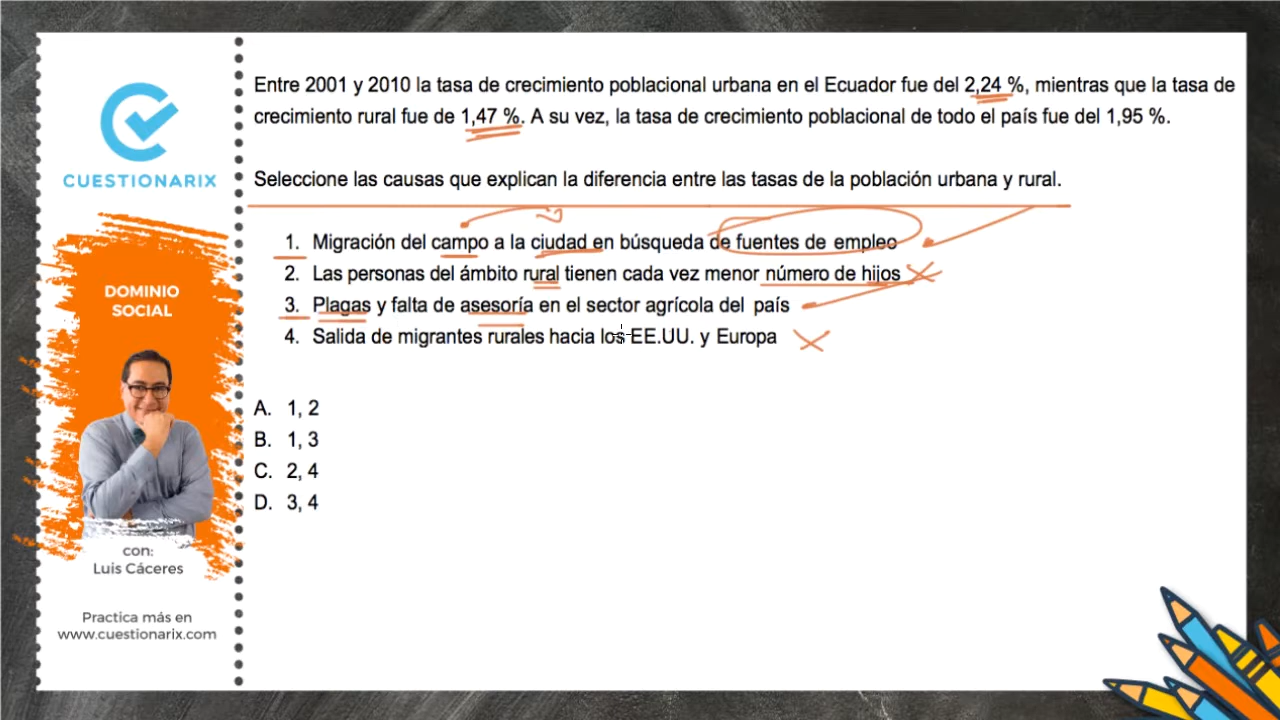 Entre 2001 y 2010 la tasa de crecimiento poblacional urbana en el Ecuador fue del 2,24 %, mientras que la tasa de
crecimiento rural fue de 1,47 %. A su vez, la tasa de crecimiento poblacional de todo el país fue del 1,95 %.
CUESTIONARIX
Seleccione las causas que explican la diferencia entre las tasas de la población urbana y rural.
1. Migración del campo a la ciudad en búsqueda de fuentes de empleo
2. Las personas del ámbito rural tienen cada vez menor número de hijos
3. Plagas y falta de asesoría en el sector agrícola del país
4. Salida de migrantes rurales hacia los EE.UU. y Europa
A. 1, 2
B. 1, 3
C. 2, 4
D. 3, 4
DOMINIO
SOCIAL
con:
Luis Cáceres
Practica más en
www.cuestionarix.com